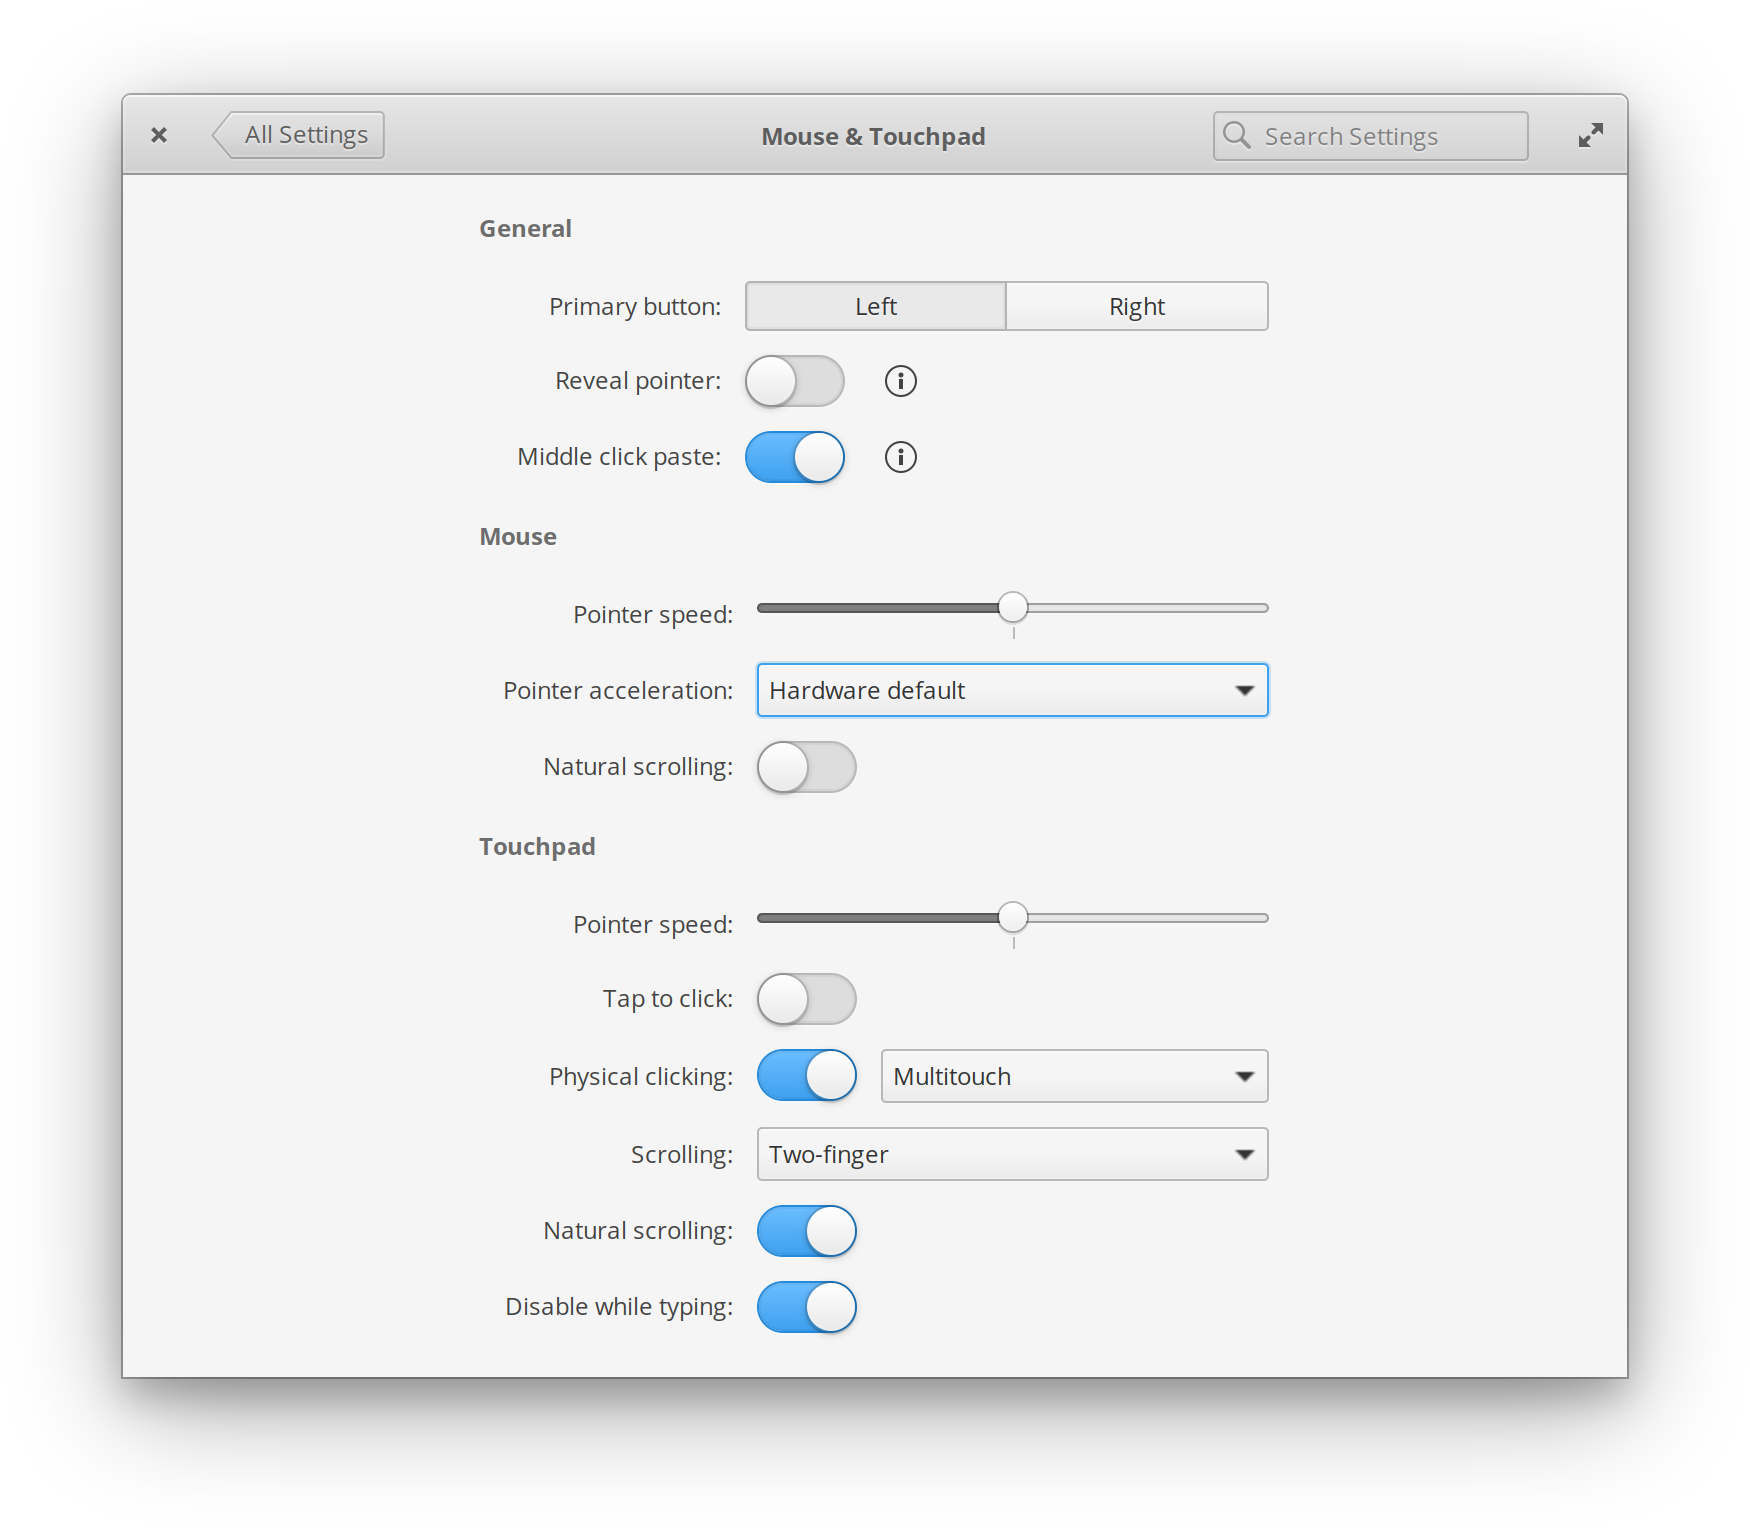 All Settings
Mouse & Touchpad
Search Settings
General
Primary button: Left Right
Reveal pointer:
Middle click paste:
Mouse
Pointer speed:
Pointer acceleration: Hardware default
Natural scrolling:
Touchpad
Pointer speed:
Tap to click:
Physical clicking: Multitouch
Scrolling: Two-finger
Natural scrolling:
Disable while typing: